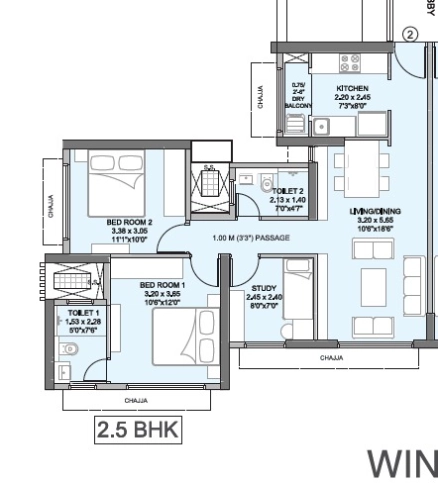 BBY
2
0.75/
2'-6"
DRY
BALCONY
KITCHEN
2.20 x 2.45
7'3"x8'0"
CHAJJA
TOILET 2
2.13 x 1.40
7'0"x4'7"
LIVING/DINING
3.20 x 5.65
10'6"x18'6"
CHAJJA
BED ROOM 2
3.38 x 3.05
11'1"x10'0"
1.00 M (3'3") PASSAGE
BED ROOM 1
3.20 x 3.65
10'6"x12'0"
STUDY
2.45 x 2.40
8'0"x7'0"
TOILET 1
1.53 x 2.28
5'0"x7'6"
CHAJJA
CHAJJA
2.5 BHK
WIN